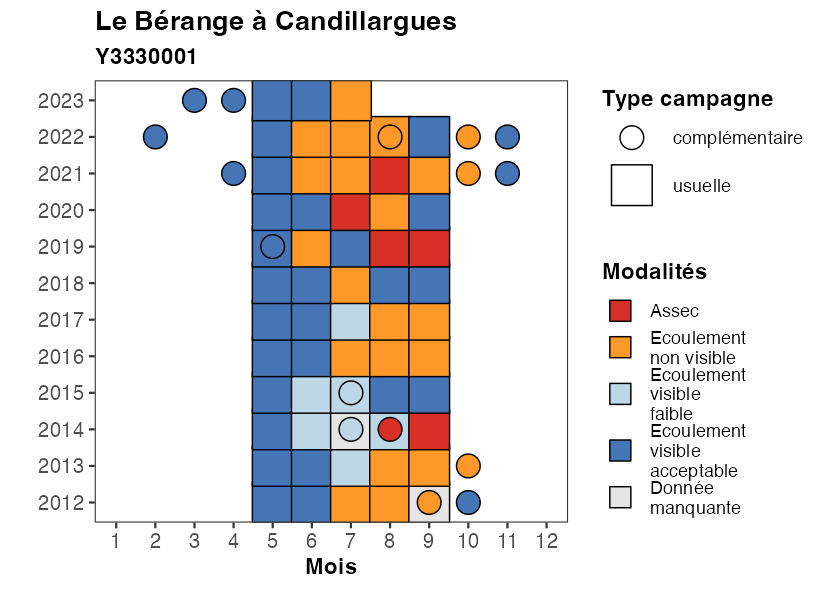 Le Bérange à Candillargues
Y3330001
2023
2022
2021
2020
2019
2018
2017
2016
2015
2014
2013
2012
1 2 3 4 5 6 7 8 9 10 11 12
Mois
Type campagne
complémentaire
usuelle
Modalités
Assec
Ecoulement
non visible
Ecoulement
visible
faible
Ecoulement
visible
acceptable
Donnée
manquante